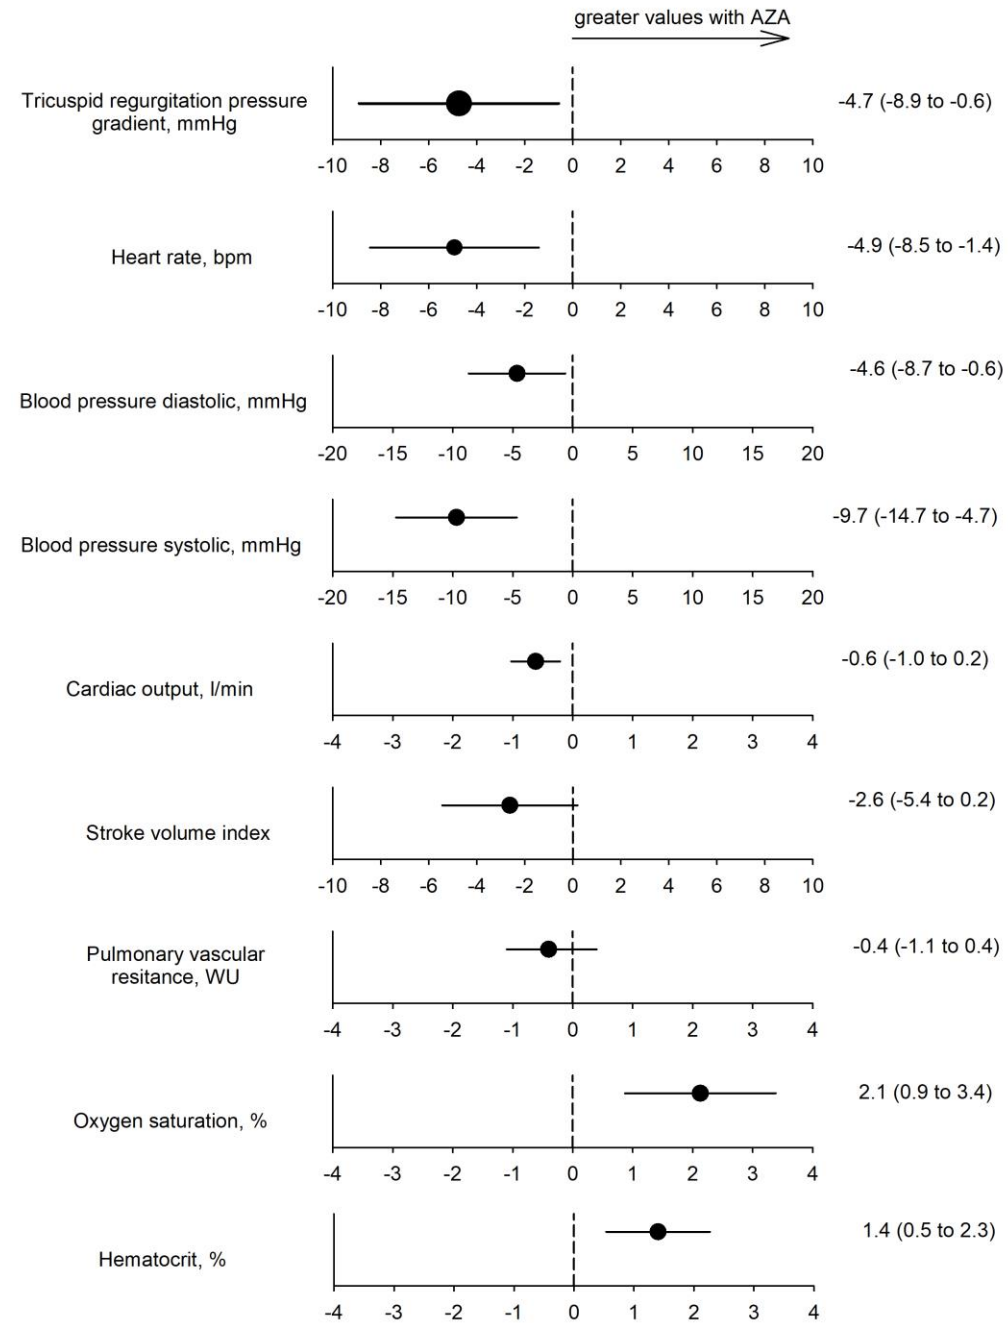 greater values with AZA
Tricuspid regurgitation pressure
gradient, mmHg
-4.7 (-8.9 to -0.6)
-10 -8 -6 -4 -2 0 2 4 6 8 10
Heart rate, bpm
-4.9 (-8.5 to -1.4)
-10 -8 -6 -4 -2 0 2 4 6 8 10
Blood pressure diastolic, mmHg
-4.6 (-8.7 to -0.6)
-20 -15 -10 -5 0 5 10 15 20
Blood pressure systolic, mmHg
-9.7 (-14.7 to -4.7)
-20 -15 -10 -5 0 5 10 15 20
Cardiac output, l/min
-0.6 (-1.0 to 0.2)
-4 -3 -2 -1 0 1 2 3 4
Stroke volume index
-2.6 (-5.4 to 0.2)
-10 -8 -6 -4 -2 0 2 4 6 8 10
Pulmonary vascular
resitance, WU
-0.4 (-1.1 to 0.4)
-4 -3 -2 -1 0 1 2 3 4
Oxygen saturation, %
2.1 (0.9 to 3.4)
-4 -3 -2 -1 0 1 2 3 4
Hematocrit, %
1.4 (0.5 to 2.3)
-4 -3 -2 -1 0 1 2 3 4